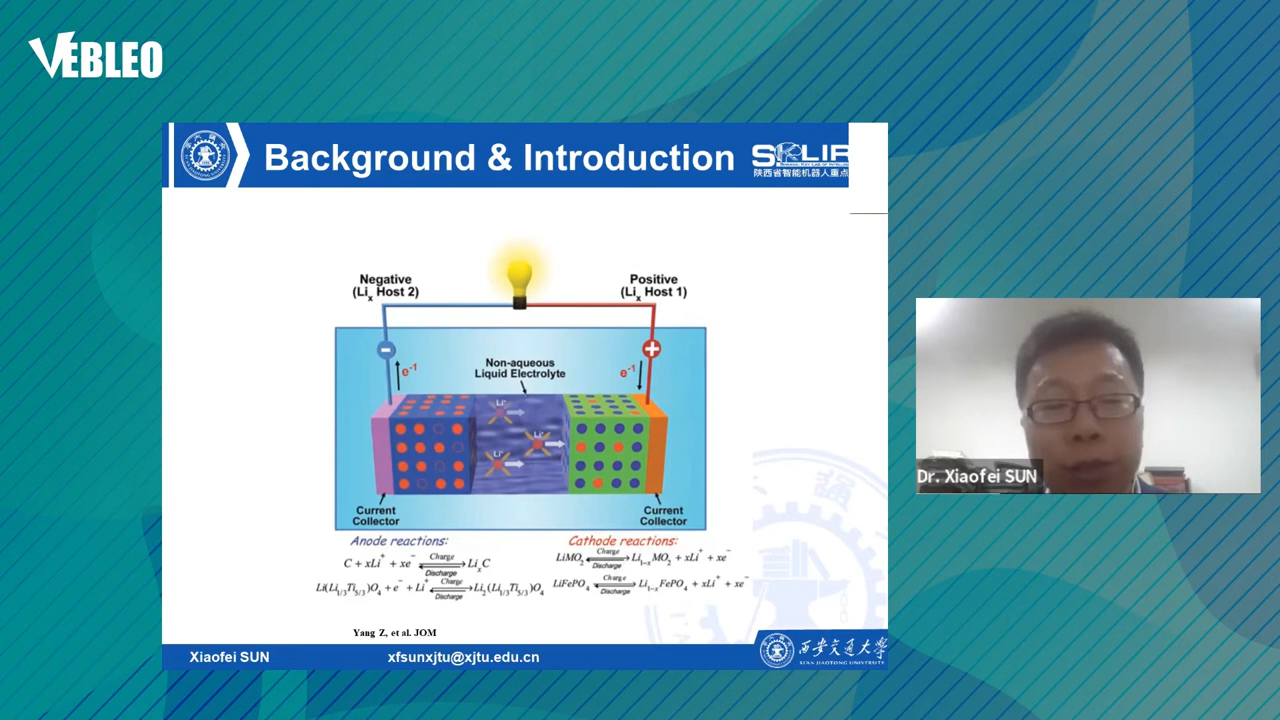 VEBLEO
Background & Introduction
SKLIR
陕西省智能机器人重点
Negative
(Liₓ Host 2)
Positive
(Liₓ Host 1)
-
+
e⁻¹
Non-aqueous
Liquid Electrolyte
e⁻¹
Li⁺
Li⁺
Li⁺
Current
Collector
Current
Collector
Anode reactions:
Cathode reactions:
C + xLi⁺ + xe⁻ Charge Discharge LiₓC
LiMO₂ Charge Discharge Li₁₋ₓMO₂ + xLi⁺ + xe⁻
Li(Li₁/₃Ti₅/₃)O₄ + e⁻ + Li⁺ Charge Discharge Li₂(Li₁/₃Ti₅/₃)O₄
LiFePO₄ Charge Discharge Li₁₋ₓFePO₄ + xLi⁺ + xe⁻
Yang Z, et al. JOM
Xiaofei SUN
xfsunxjtu@xjtu.edu.cn
西安交通大学
XI'AN JIAOTONG UNIVERSITY
Dr. Xiaofei SUN